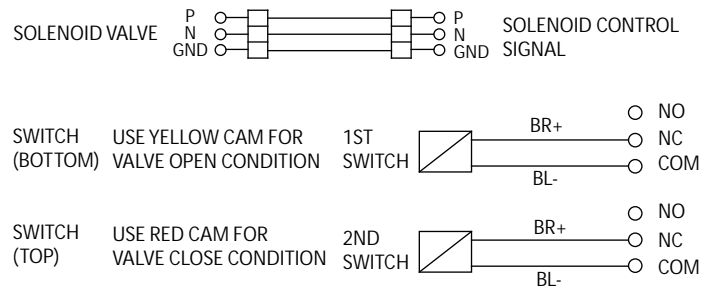 SOLENOID VALVE
P
N
GND
P
N
GND
SOLENOID CONTROL
SIGNAL
SWITCH
(BOTTOM)
USE YELLOW CAM FOR
VALVE OPEN CONDITION
1ST
SWITCH
BR+
BL-
NO
NC
COM
SWITCH
(TOP)
USE RED CAM FOR
VALVE CLOSE CONDITION
2ND
SWITCH
BR+
BL-
NO
NC
COM